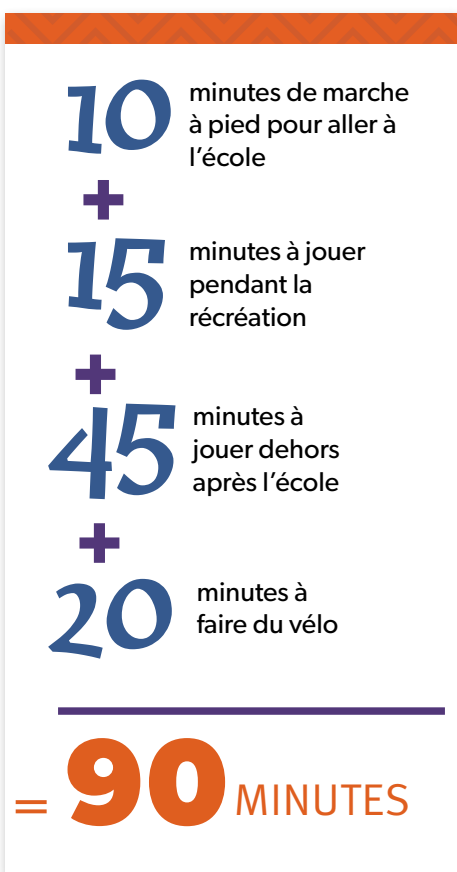 10 minutes de marche
à pied pour aller à
l'école
+
15 minutes à jouer
pendant la
récréation
+
45 minutes à
jouer dehors
après l'école
+
20 minutes à
faire du vélo
= 90 MINUTES